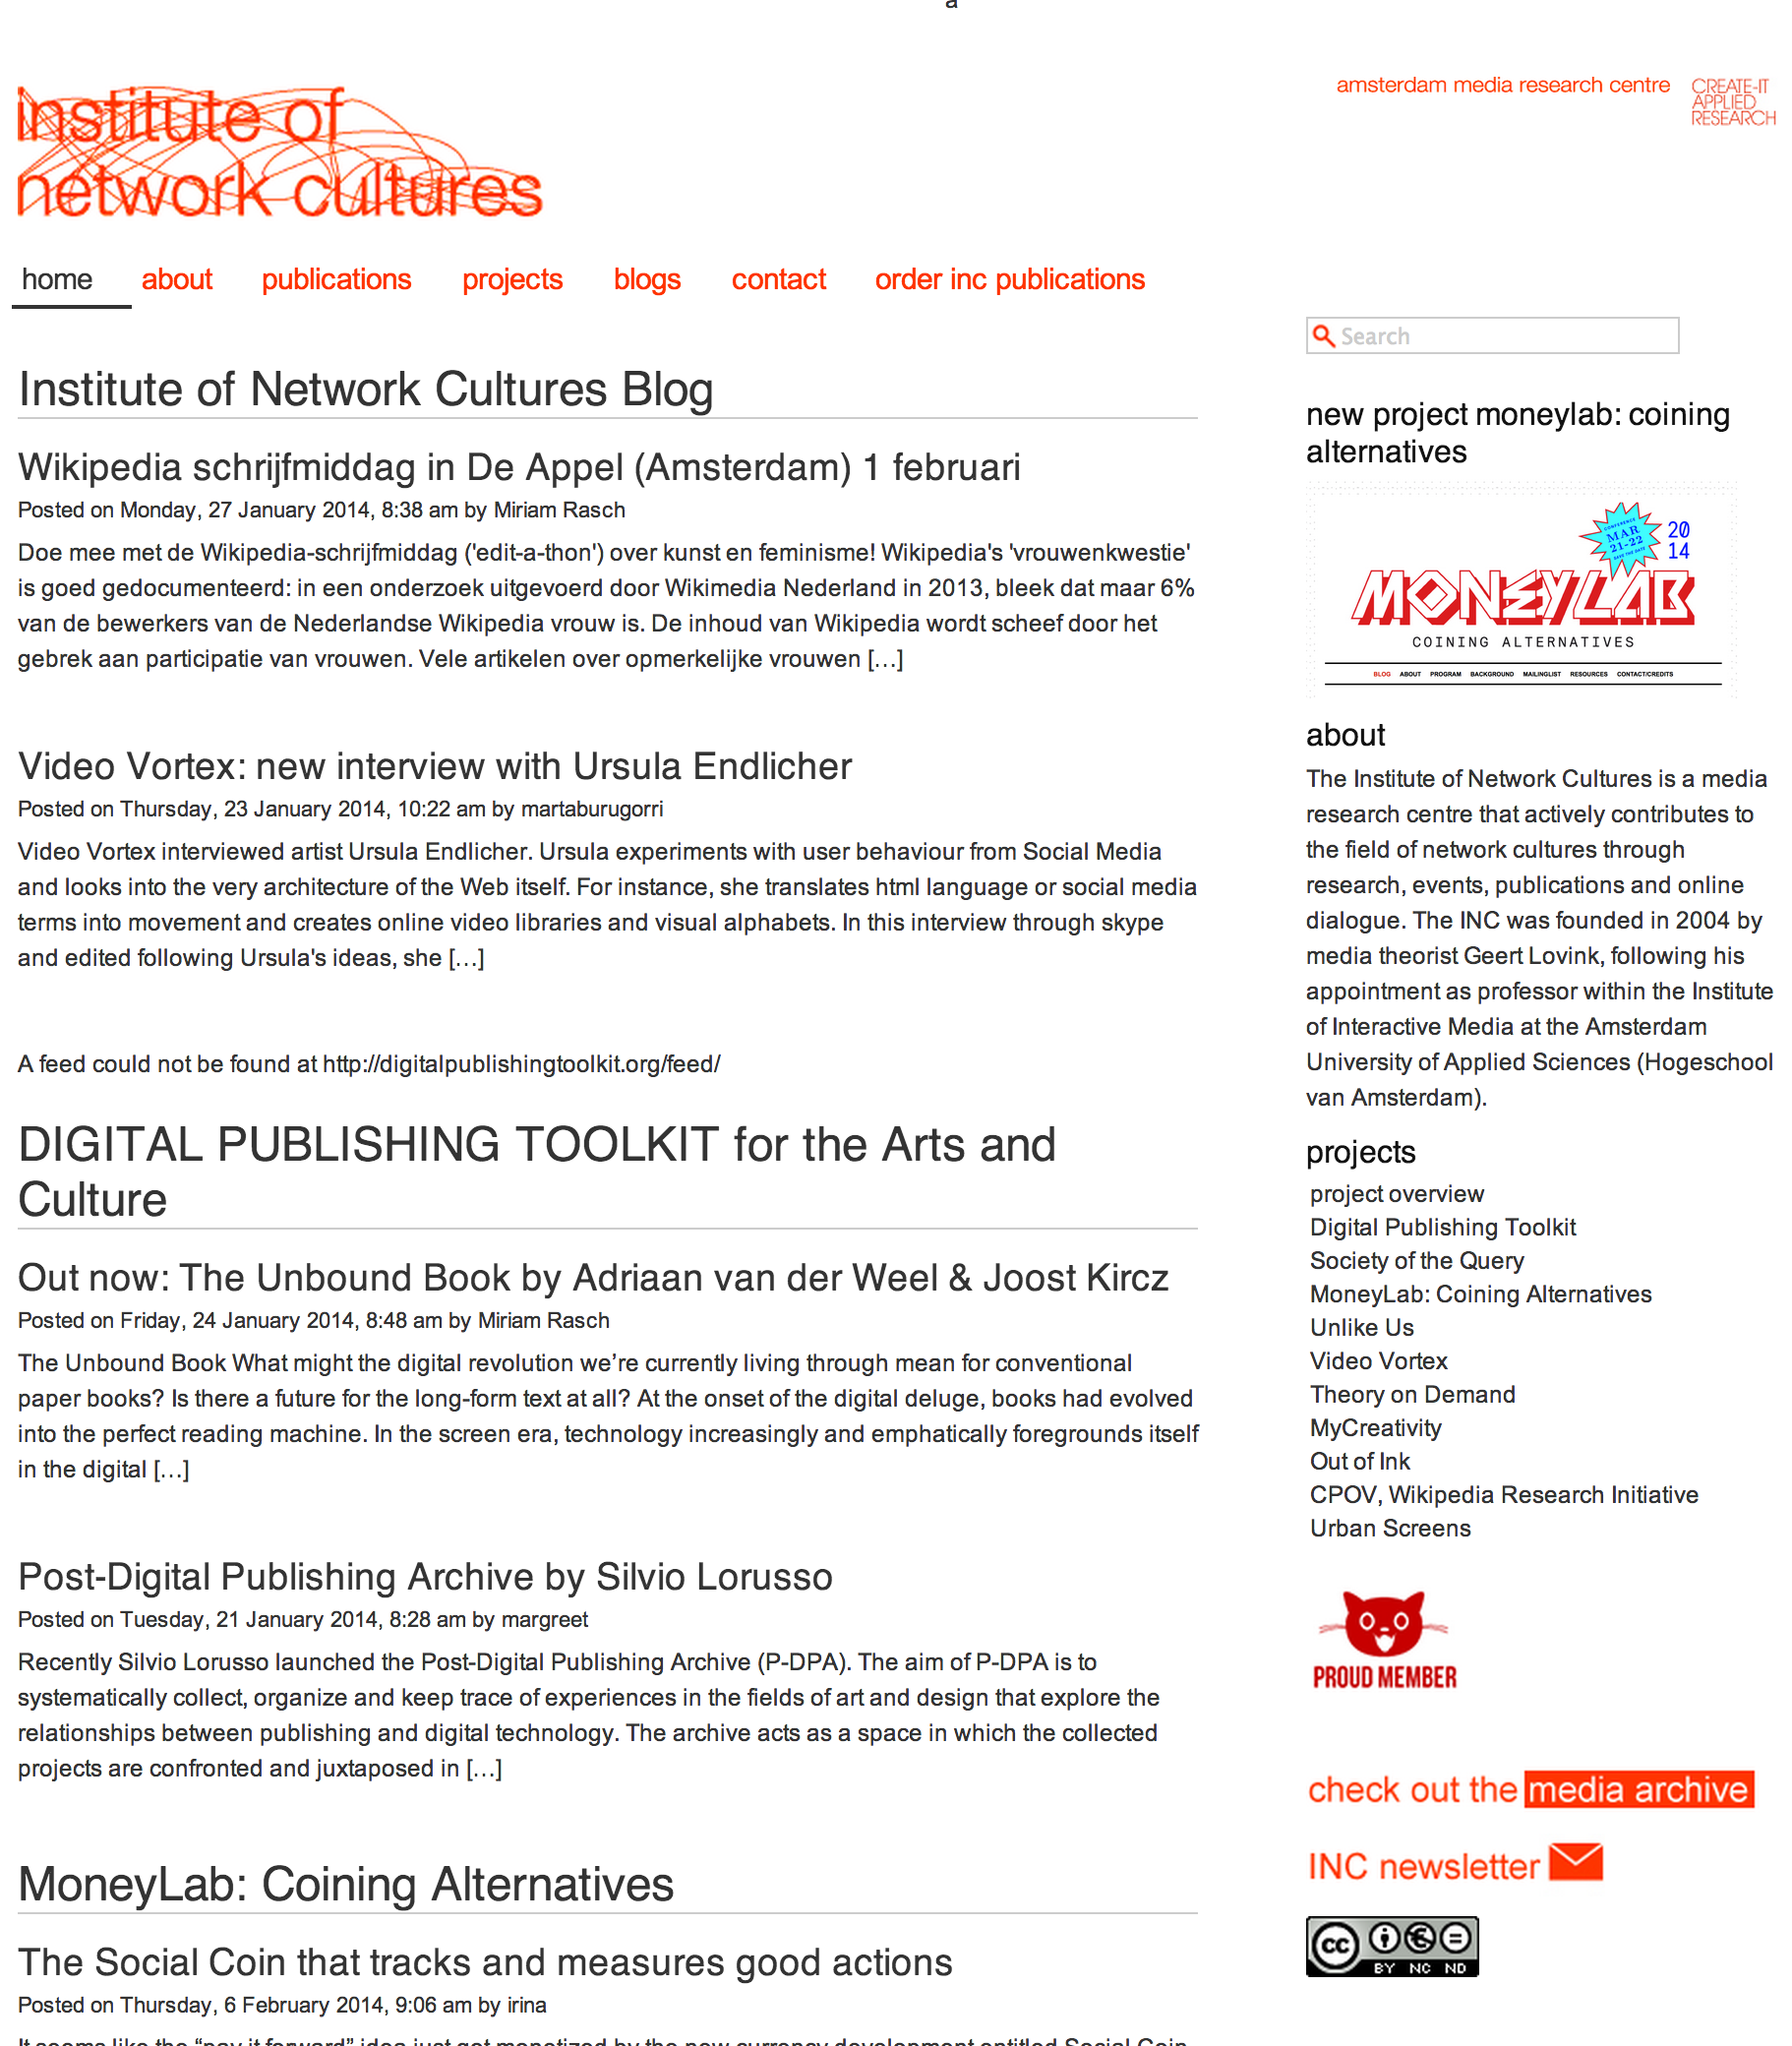 a
institute of
network cultures
amsterdam media research centre
CREATE-IT
APPLIED
RESEARCH
home about publications projects blogs contact order inc publications
Search
Institute of Network Cultures Blog
Wikipedia schrijfmiddag in De Appel (Amsterdam) 1 februari
Posted on Monday, 27 January 2014, 8:38 am by Miriam Rasch
Doe mee met de Wikipedia-schrijfmiddag ('edit-a-thon') over kunst en feminisme! Wikipedia's 'vrouwenkwestie'
is goed gedocumenteerd: in een onderzoek uitgevoerd door Wikimedia Nederland in 2013, bleek dat maar 6%
van de bewerkers van de Nederlandse Wikipedia vrouw is. De inhoud van Wikipedia wordt scheef door het
gebrek aan participatie van vrouwen. Vele artikelen over opmerkelijke vrouwen […]
Video Vortex: new interview with Ursula Endlicher
Posted on Thursday, 23 January 2014, 10:22 am by martaburugorri
Video Vortex interviewed artist Ursula Endlicher. Ursula experiments with user behaviour from Social Media
and looks into the very architecture of the Web itself. For instance, she translates html language or social media
terms into movement and creates online video libraries and visual alphabets. In this interview through skype
and edited following Ursula's ideas, she […]
A feed could not be found at http://digitalpublishingtoolkit.org/feed/
DIGITAL PUBLISHING TOOLKIT for the Arts and
Culture
Out now: The Unbound Book by Adriaan van der Weel & Joost Kircz
Posted on Friday, 24 January 2014, 8:48 am by Miriam Rasch
The Unbound Book What might the digital revolution we’re currently living through mean for conventional
paper books? Is there a future for the long-form text at all? At the onset of the digital deluge, books had evolved
into the perfect reading machine. In the screen era, technology increasingly and emphatically foregrounds itself
in the digital […]
Post-Digital Publishing Archive by Silvio Lorusso
Posted on Tuesday, 21 January 2014, 8:28 am by margreet
Recently Silvio Lorusso launched the Post-Digital Publishing Archive (P-DPA). The aim of P-DPA is to
systematically collect, organize and keep trace of experiences in the fields of art and design that explore the
relationships between publishing and digital technology. The archive acts as a space in which the collected
projects are confronted and juxtaposed in […]
MoneyLab: Coining Alternatives
The Social Coin that tracks and measures good actions
Posted on Thursday, 6 February 2014, 9:06 am by irina
It seems like the “pay it forward” idea just got monetized by the new currency development entitled Social Coin
new project moneylab: coining
alternatives
CONFERENCE
MAR
21-22
SAVE THE DATE
20
14
MONEYLAB
COINING ALTERNATIVES
BLOG ABOUT PROGRAM BACKGROUND MAILINGLIST RESOURCES CONTACT/CREDITS
about
The Institute of Network Cultures is a media
research centre that actively contributes to
the field of network cultures through
research, events, publications and online
dialogue. The INC was founded in 2004 by
media theorist Geert Lovink, following his
appointment as professor within the Institute
of Interactive Media at the Amsterdam
University of Applied Sciences (Hogeschool
van Amsterdam).
projects
project overview
Digital Publishing Toolkit
Society of the Query
MoneyLab: Coining Alternatives
Unlike Us
Video Vortex
Theory on Demand
MyCreativity
Out of Ink
CPOV, Wikipedia Research Initiative
Urban Screens
PROUD MEMBER
check out the media archive
INC newsletter
cc BY NC ND